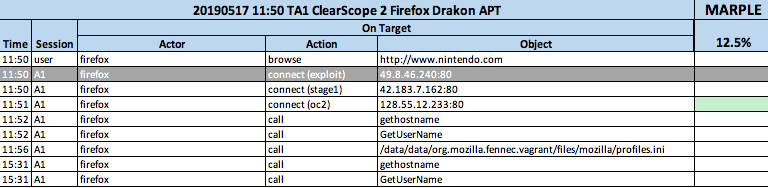 20190517 11:50 TA1 ClearScope 2 Firefox Drakon APT MARPLE
On Target
Time Session Actor Action Object 12.5%
11:50 user firefox browse http://www.nintendo.com
11:50 A1 firefox connect (exploit) 49.8.46.240:80
11:50 A1 firefox connect (stage1) 42.183.7.162:80
11:51 A1 firefox connect (oc2) 128.55.12.233:80
11:52 A1 firefox call gethostname
11:52 A1 firefox call GetUserName
11:56 A1 firefox call /data/data/org.mozilla.fennec.vagrant/files/mozilla/profiles.ini
15:31 A1 firefox call gethostname
15:31 A1 firefox call GetUserName